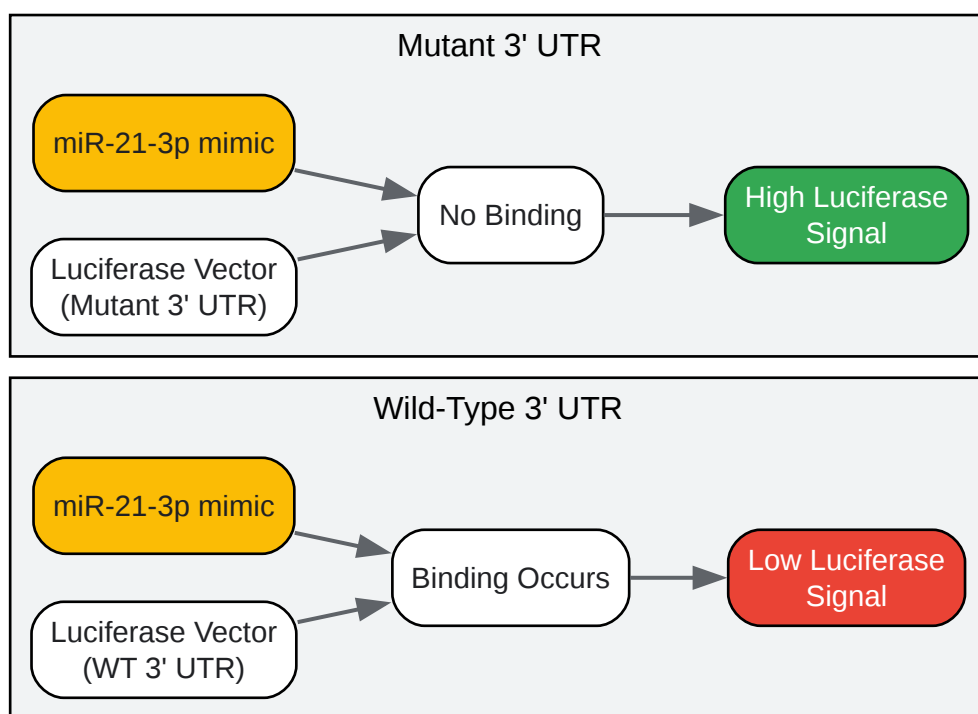 Mutant 3' UTR
miR-21-3p mimic
Luciferase Vector
(Mutant 3' UTR)
No Binding
High Luciferase
Signal
Wild-Type 3' UTR
miR-21-3p mimic
Luciferase Vector
(WT 3' UTR)
Binding Occurs
Low Luciferase
Signal